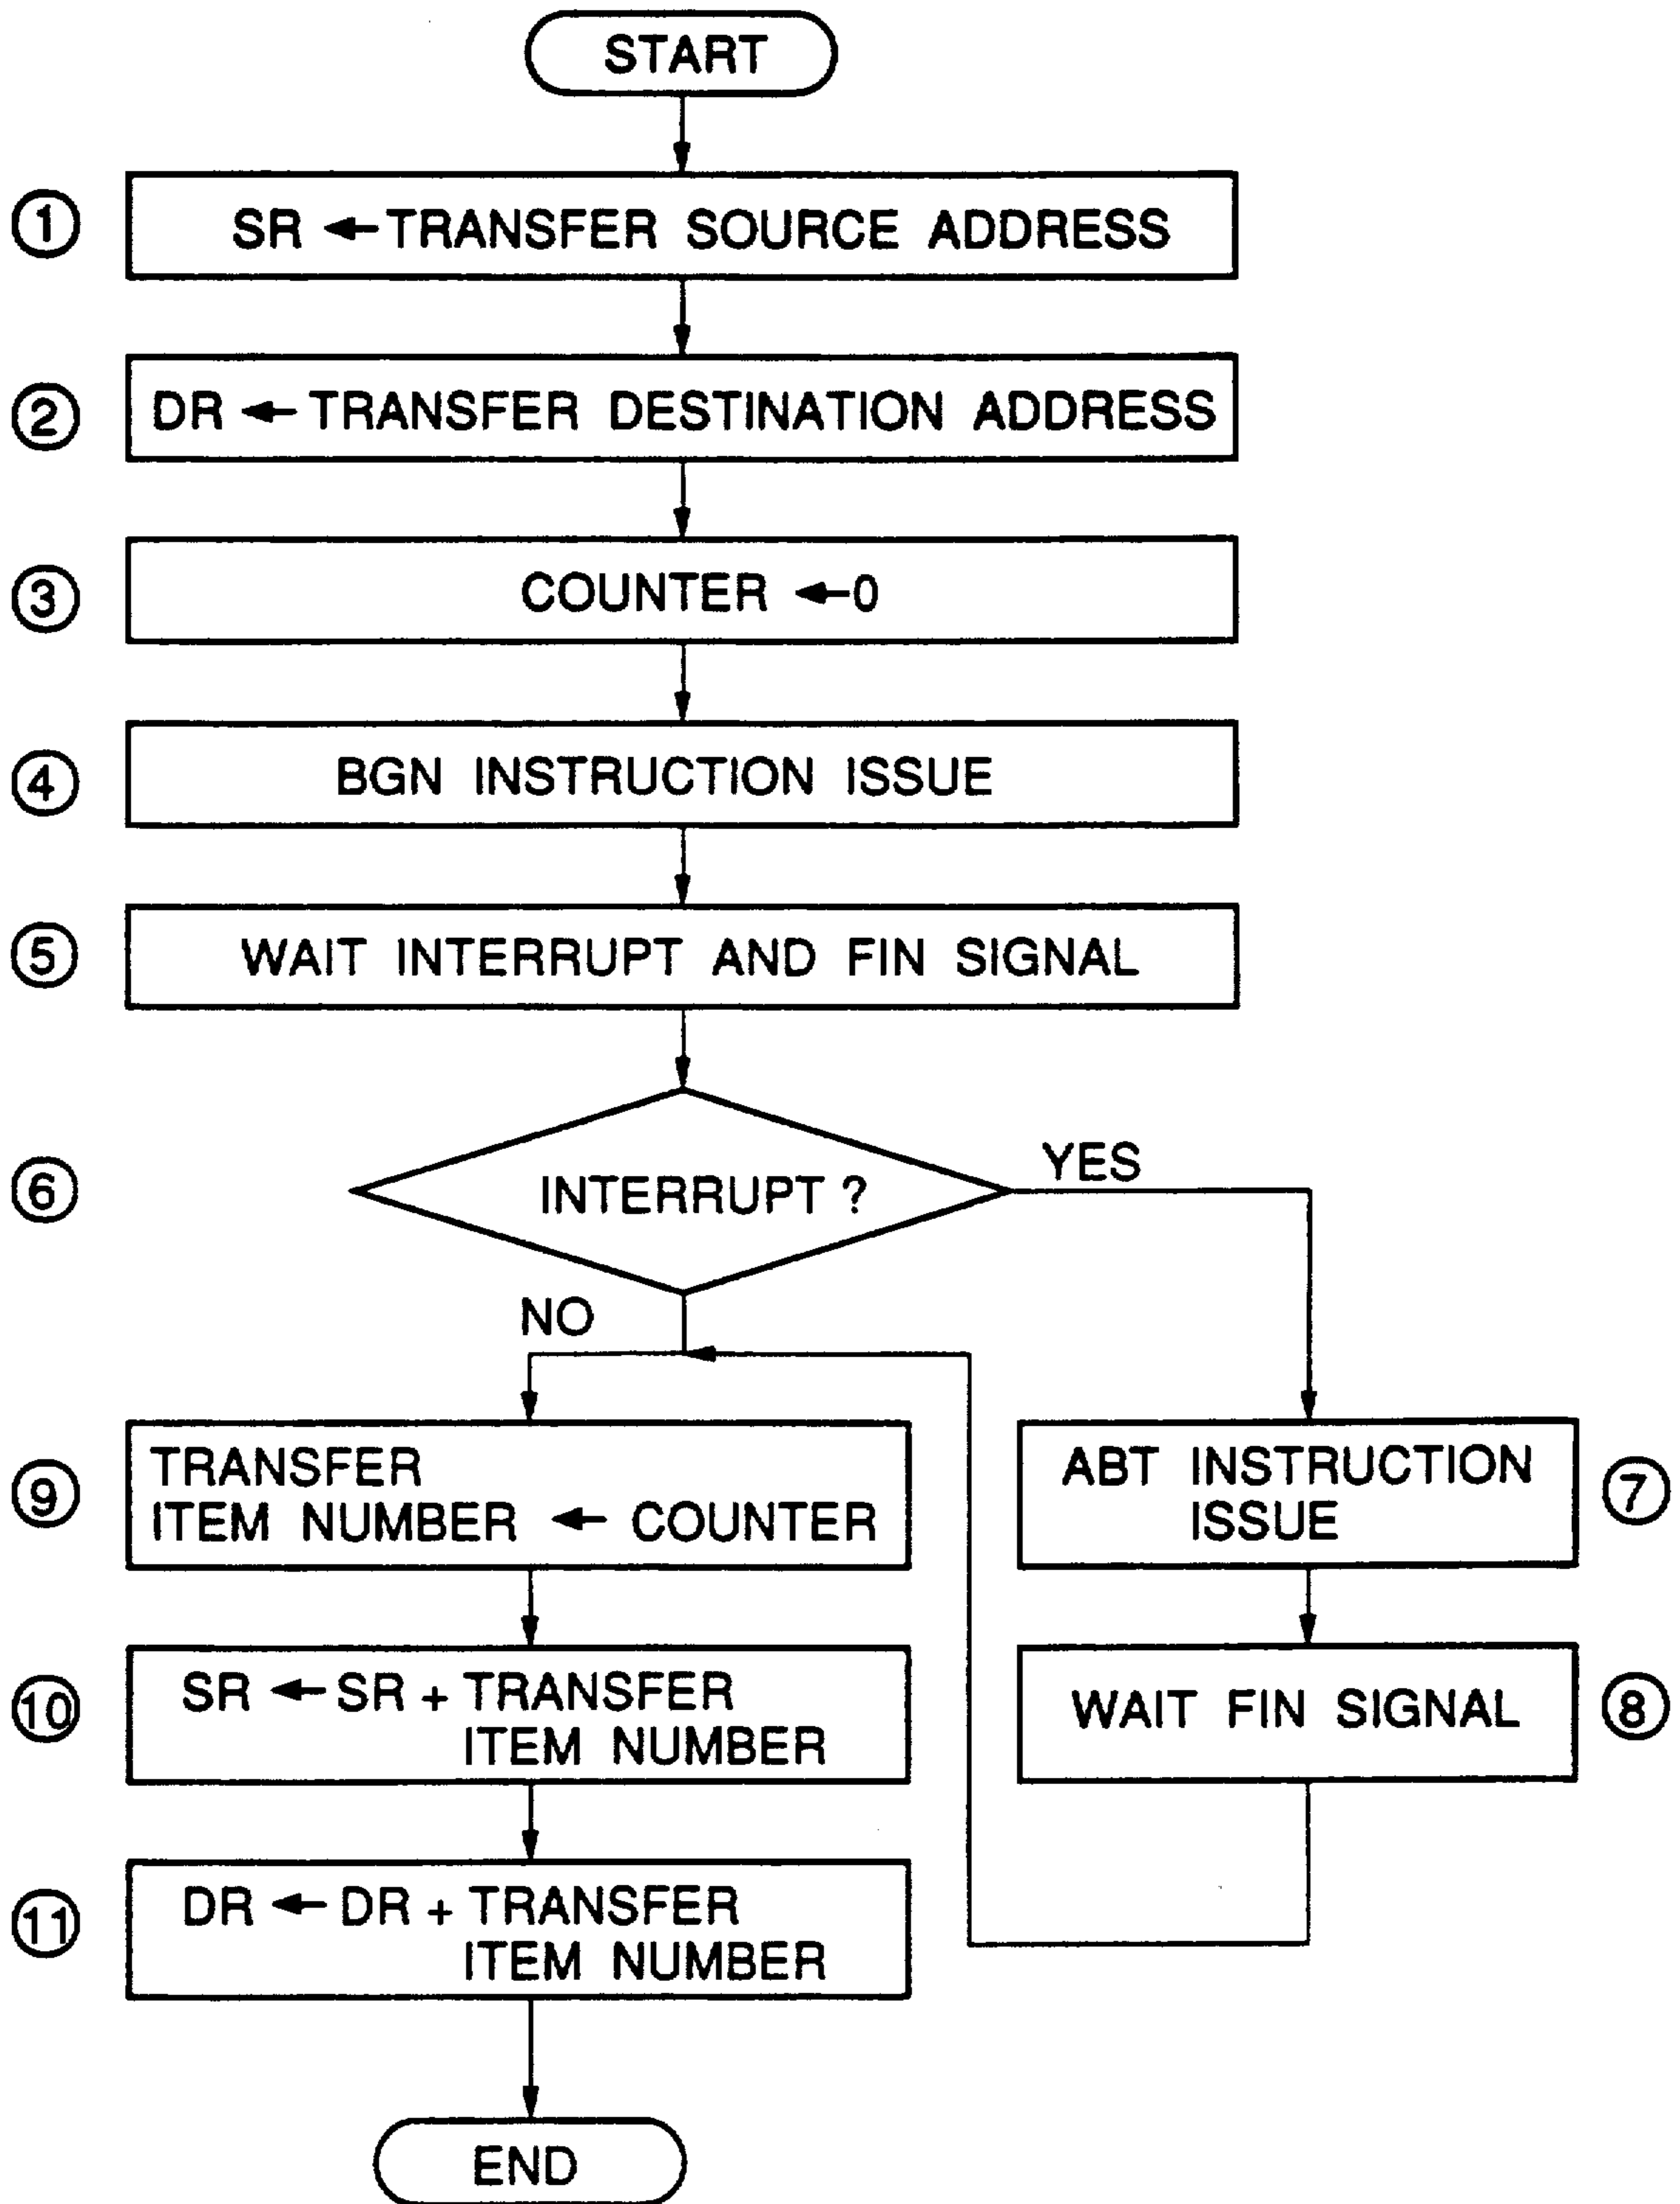 START
① SR ← TRANSFER SOURCE ADDRESS
② DR ← TRANSFER DESTINATION ADDRESS
③ COUNTER ← 0
④ BGN INSTRUCTION ISSUE
⑤ WAIT INTERRUPT AND FIN SIGNAL
⑥ INTERRUPT ?
YES
NO
⑨ TRANSFER
ITEM NUMBER ← COUNTER
ABT INSTRUCTION
ISSUE ⑦
⑩ SR ← SR + TRANSFER
ITEM NUMBER
WAIT FIN SIGNAL ⑧
⑪ DR ← DR + TRANSFER
ITEM NUMBER
END